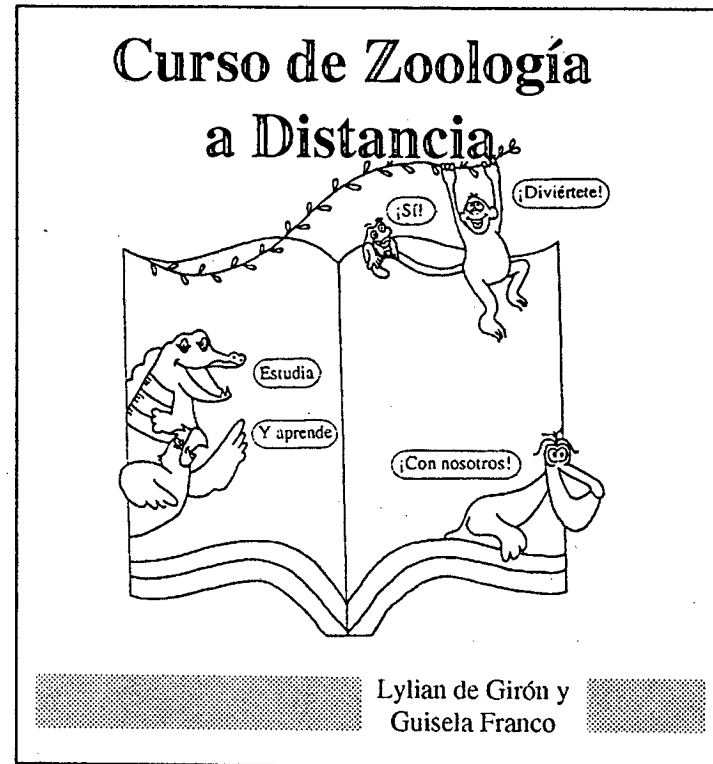 Curso de Zoología
a Distancia
¡Diviértete!
¡Sí!
Estudia
Y aprende
¡Con nosotros!
Lylian de Girón y
Guisela Franco